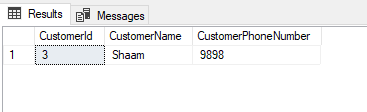 Results Messages
CustomerId CustomerName CustomerPhoneNumber
1 3 Shaam 9898